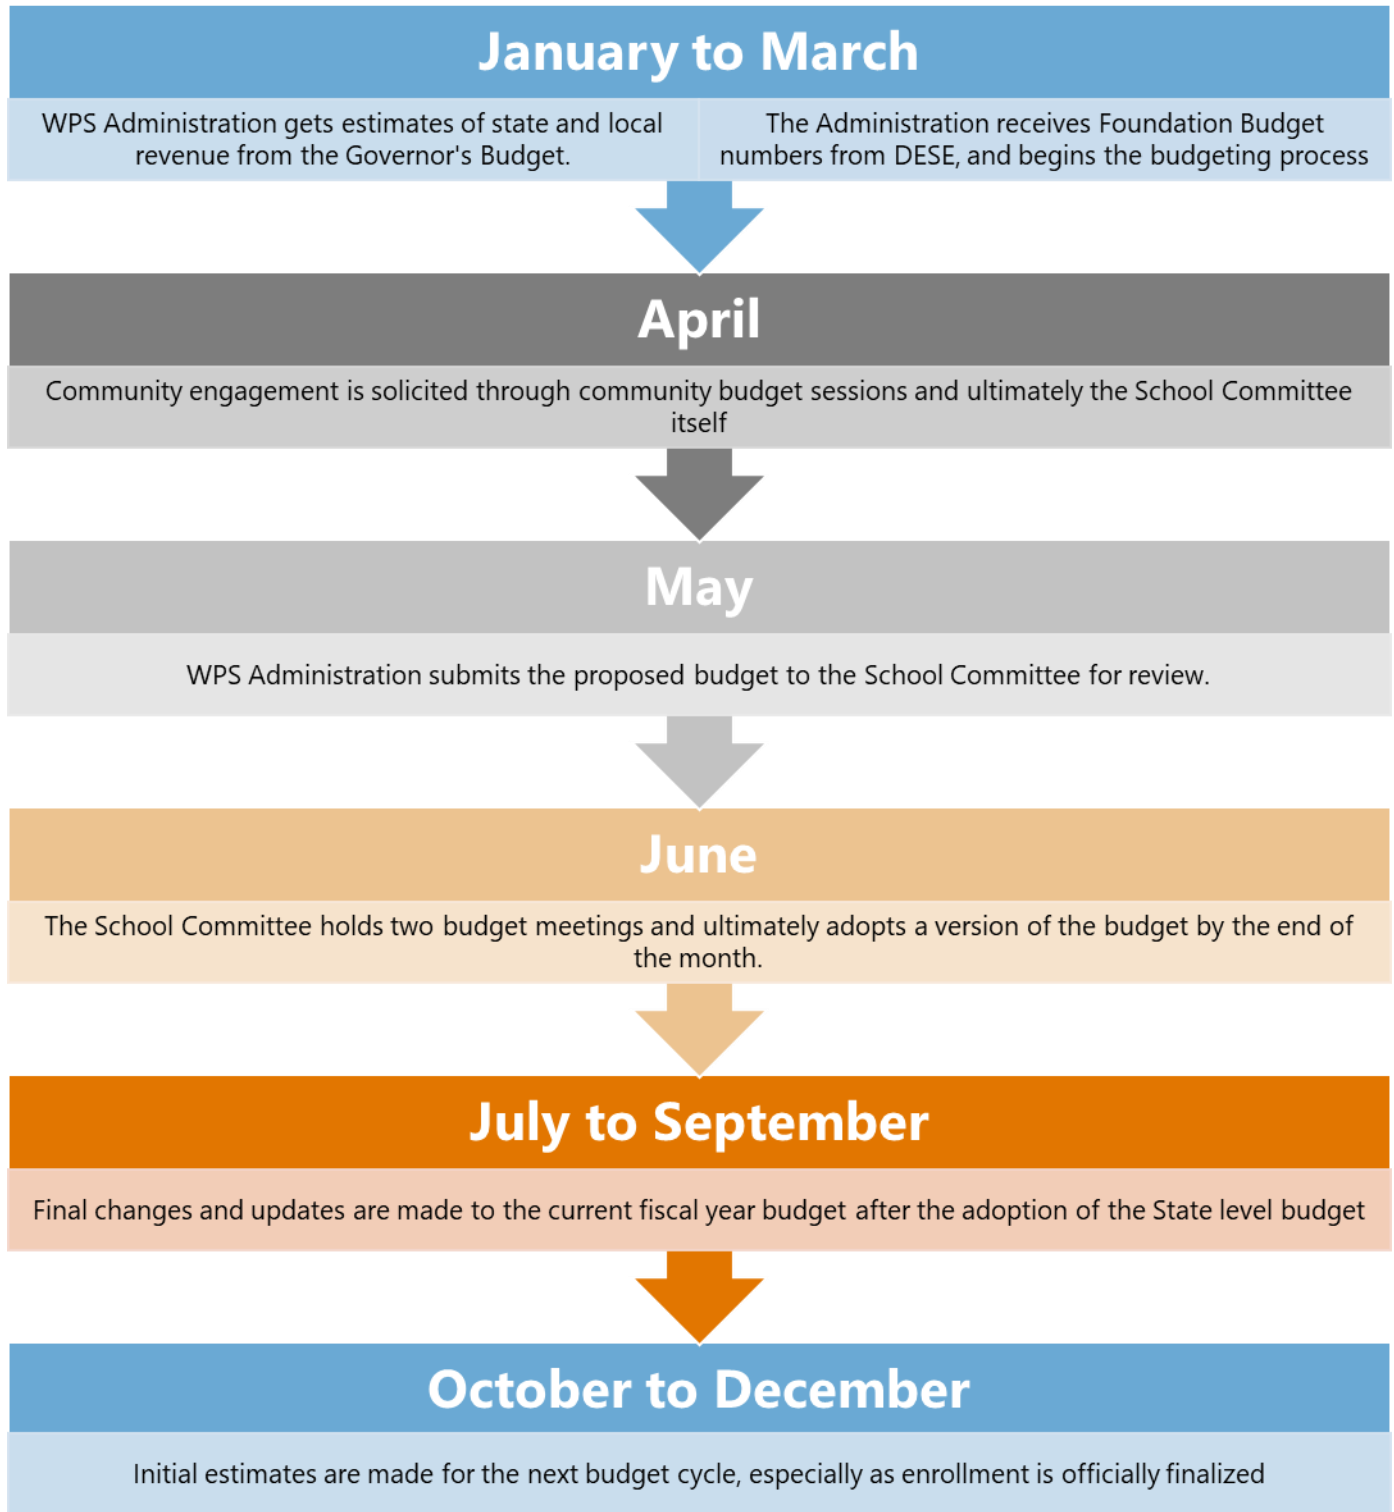 January to March
WPS Administration gets estimates of state and local
revenue from the Governor's Budget.
The Administration receives Foundation Budget
numbers from DESE, and begins the budgeting process
April
Community engagement is solicited through community budget sessions and ultimately the School Committee
itself
May
WPS Administration submits the proposed budget to the School Committee for review.
June
The School Committee holds two budget meetings and ultimately adopts a version of the budget by the end of
the month.
July to September
Final changes and updates are made to the current fiscal year budget after the adoption of the State level budget
October to December
Initial estimates are made for the next budget cycle, especially as enrollment is officially finalized